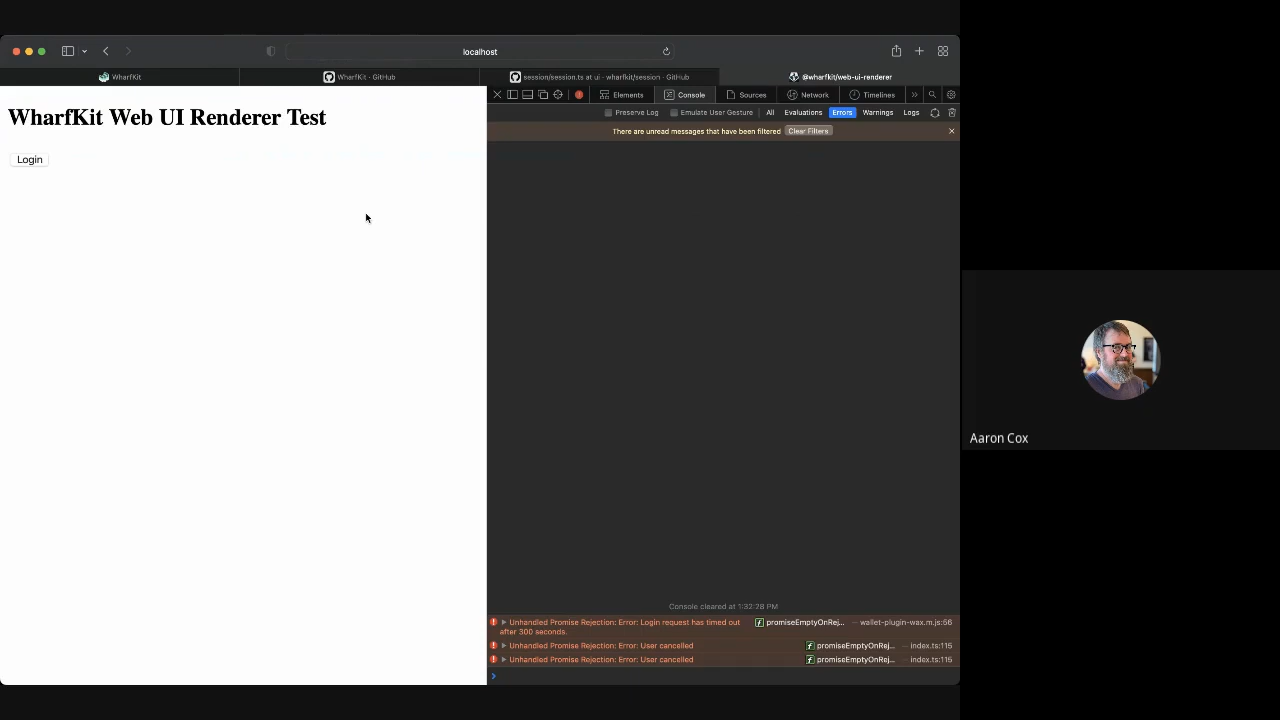 localhost
WharfKit
WharfKit · GitHub
session/session.ts at ui · wharfkit/session · GitHub
@wharfkit/web-ui-renderer
WharfKit Web UI Renderer Test
Login
Elements
Console
Sources
Network
Timelines
Preserve Log
Emulate User Gesture
All
Evaluations
Errors
Warnings
Logs
There are unread messages that have been filtered
Clear Filters
Console cleared at 1:32:28 PM
Unhandled Promise Rejection: Error: Login request has timed out
after 300 seconds.
f promiseEmptyOnRej... — wallet-plugin-wax.m.js:56
Unhandled Promise Rejection: Error: User cancelled
f promiseEmptyOnRej... — index.ts:115
Unhandled Promise Rejection: Error: User cancelled
f promiseEmptyOnRej... — index.ts:115
Aaron Cox